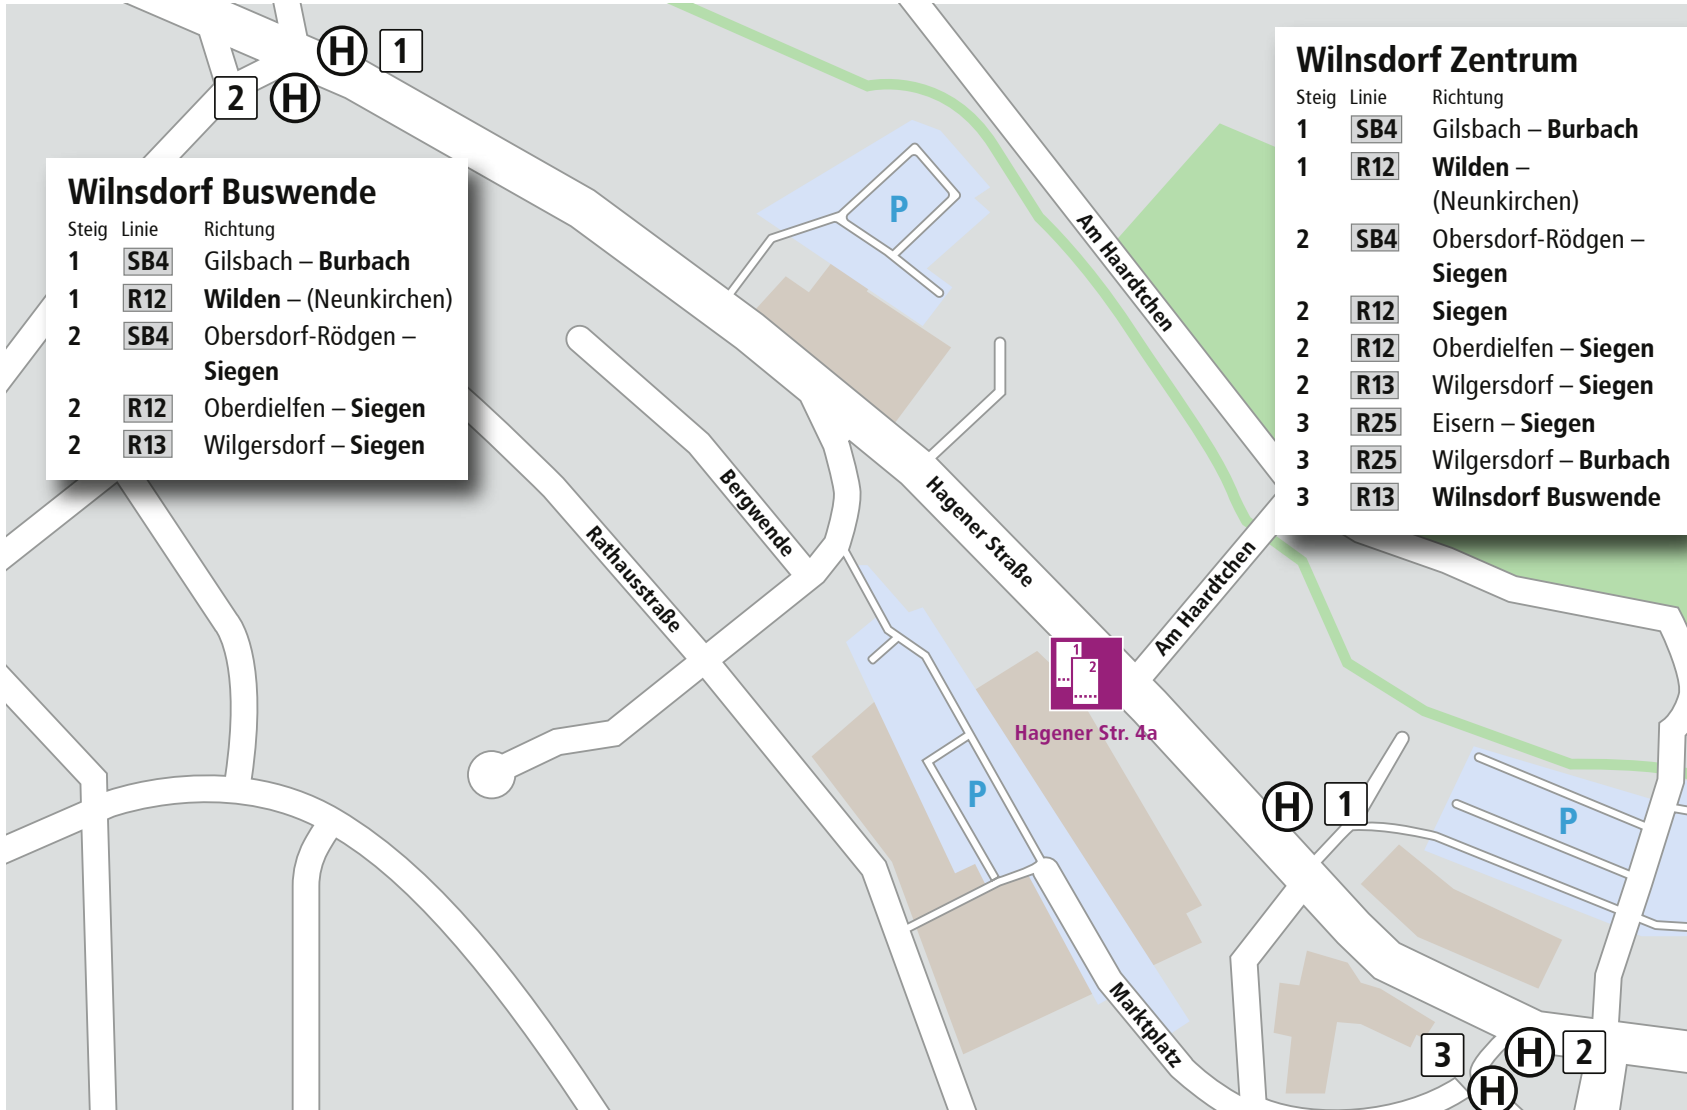 H 1
2 H
Wilnsdorf Buswende
Steig Linie Richtung
1 SB4 Gilsbach – Burbach
1 R12 Wilden – (Neunkirchen)
2 SB4 Obersdorf-Rödgen –
Siegen
2 R12 Oberdielfen – Siegen
2 R13 Wilgersdorf – Siegen
Wilnsdorf Zentrum
Steig Linie Richtung
1 SB4 Gilsbach – Burbach
1 R12 Wilden –
(Neunkirchen)
2 SB4 Obersdorf-Rödgen –
Siegen
2 R12 Siegen
2 R12 Oberdielfen – Siegen
2 R13 Wilgersdorf – Siegen
3 R25 Eisern – Siegen
3 R25 Wilgersdorf – Burbach
3 R13 Wilnsdorf Buswende
P
Am Haardtchen
Bergwende
Hagener Straße
Rathausstraße
Am Haardtchen
1
2
Hagener Str. 4a
P
H 1
P
Marktplatz
3 H 2
H